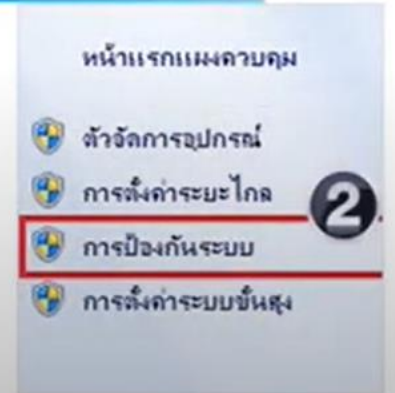 หน้าแรกแผงควบคุม
ตัวจัดการอุปกรณ์
การตั้งค่าระยะไกล
2
การป้องกันระบบ
การตั้งค่าระบบขั้นสูง